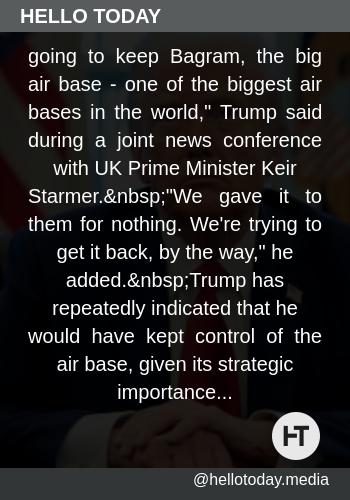 HELLO TODAY
going to keep Bagram, the big
air base - one of the biggest air
bases in the world," Trump said
during a joint news conference
with UK Prime Minister Keir
Starmer.&nbsp;"We gave it to
them for nothing. We're trying to
get it back, by the way," he
added.&nbsp;Trump has
repeatedly indicated that he
would have kept control of the
air base, given its strategic
importance...
HT
@hellotoday.media